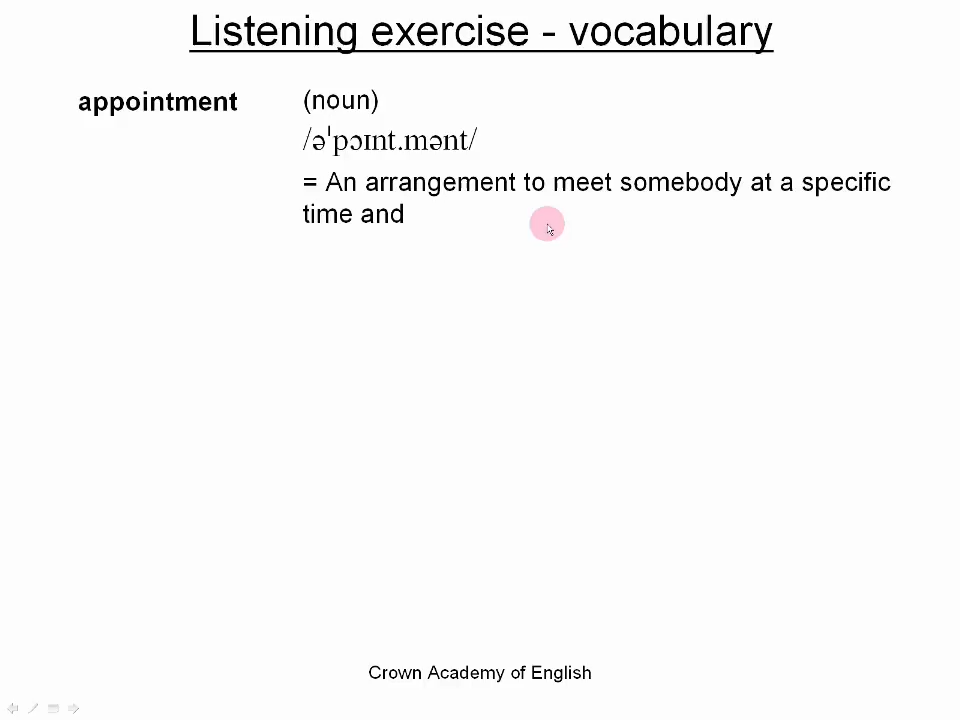 Listening exercise - vocabulary
appointment (noun)
/əˈpɔɪnt.mənt/
= An arrangement to meet somebody at a specific
time and
Crown Academy of English